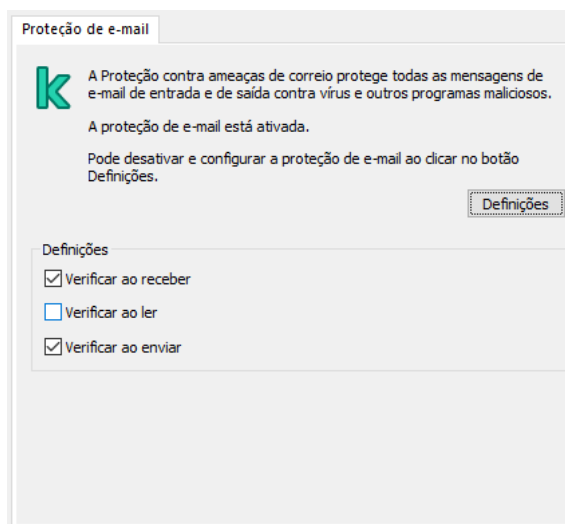 Proteção de e-mail
A Proteção contra ameaças de correio protege todas as mensagens de
e-mail de entrada e de saída contra vírus e outros programas maliciosos.
A proteção de e-mail está ativada.
Pode desativar e configurar a proteção de e-mail ao clicar no botão
Definições.
Definições
Definições
Verificar ao receber
Verificar ao ler
Verificar ao enviar